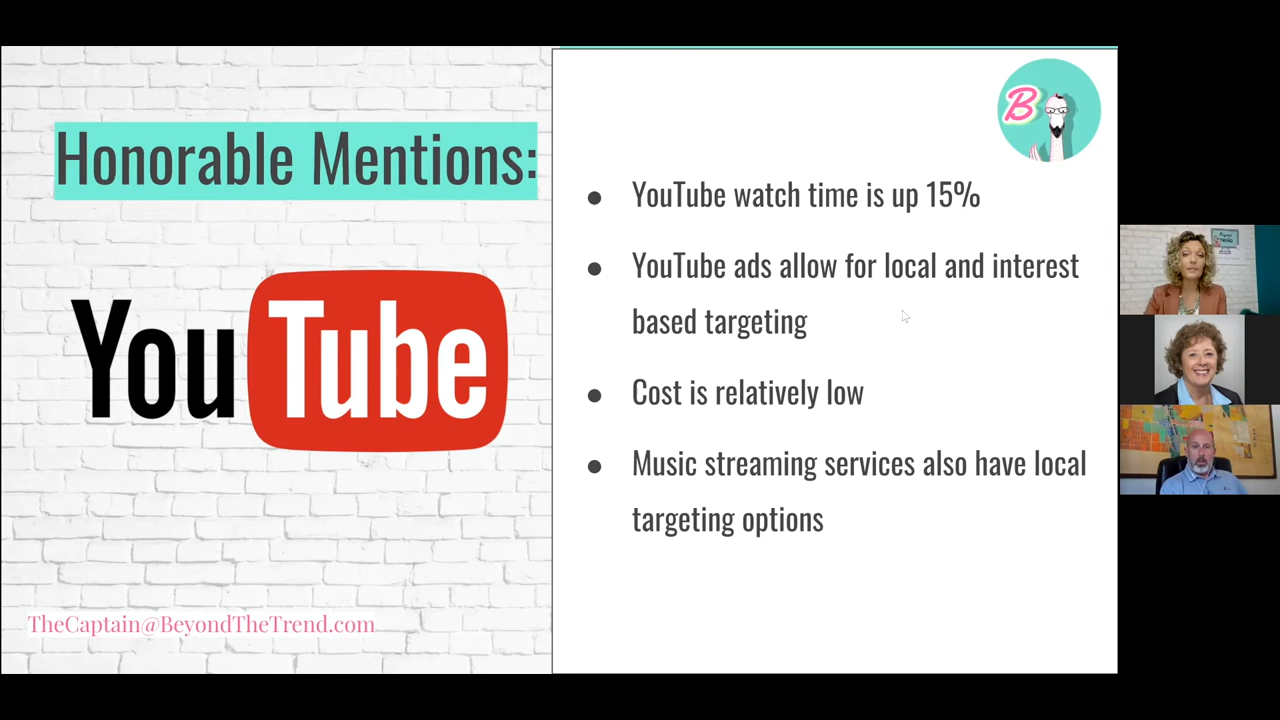 Honorable Mentions:
YouTube
TheCaptain@BeyondTheTrend.com
B
● YouTube watch time is up 15%
● YouTube ads allow for local and interest
based targeting
● Cost is relatively low
● Music streaming services also have local
targeting options